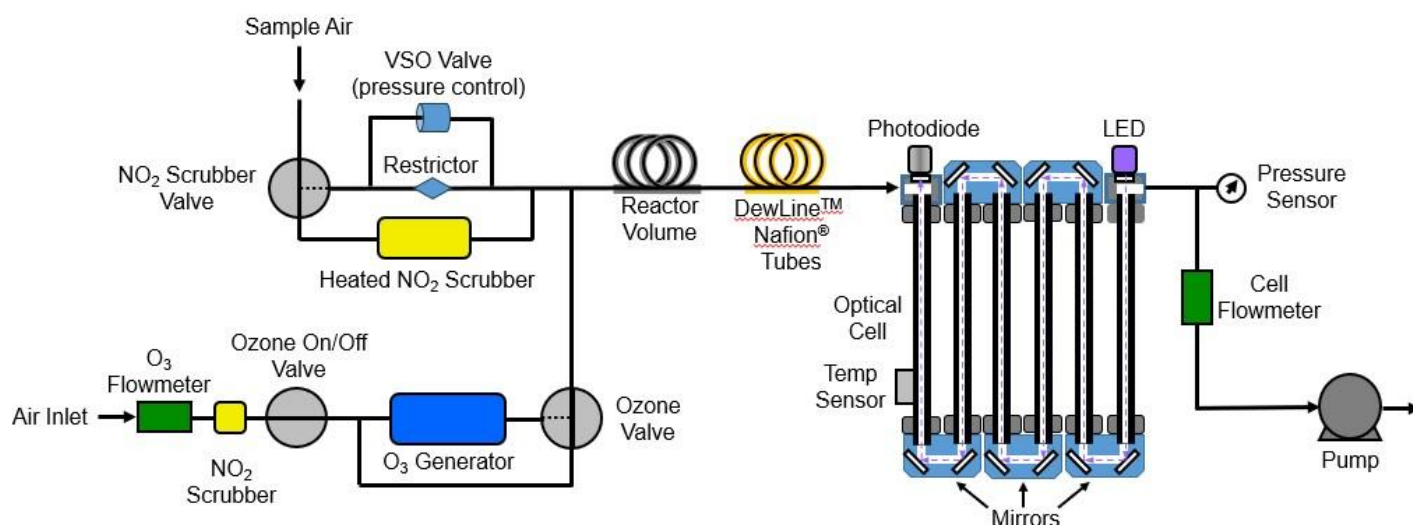 Sample Air
VSO Valve
(pressure control)
Restrictor
NO₂ Scrubber
Valve
Heated NO₂ Scrubber
Reactor
Volume
DewLine™
Nafion®
Tubes
Photodiode
LED
Pressure
Sensor
Optical
Cell
Cell
Flowmeter
Temp
Sensor
Pump
Mirrors
O₃
Flowmeter
Ozone On/Off
Valve
Air Inlet
NO₂
Scrubber
O₃ Generator
Ozone
Valve